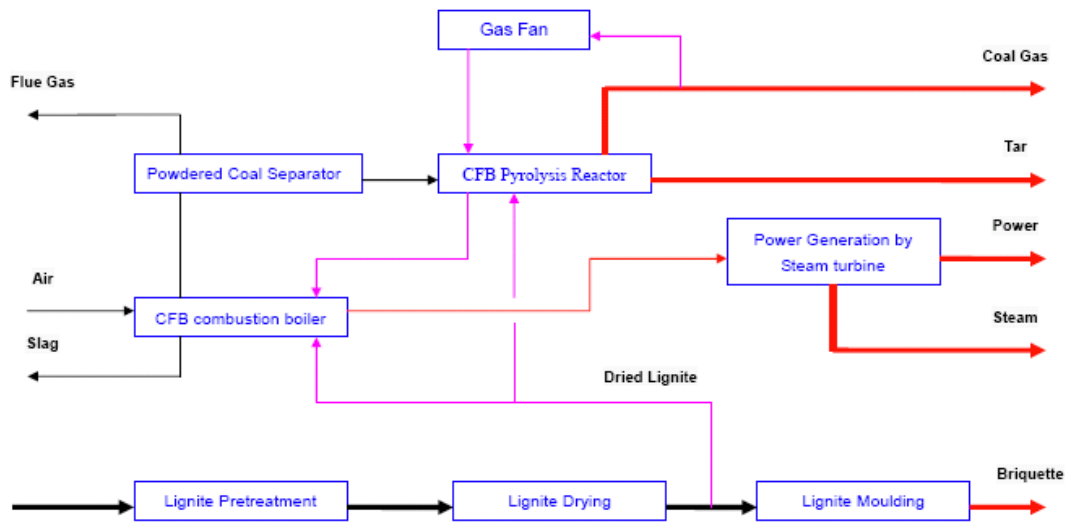 Gas Fan
Coal Gas
Flue Gas
Tar
Powdered Coal Separator
CFB Pyrolysis Reactor
Power
Power Generation by
Steam turbine
Air
CFB combustion boiler
Steam
Slag
Dried Lignite
Briquette
Lignite Pretreatment
Lignite Drying
Lignite Moulding